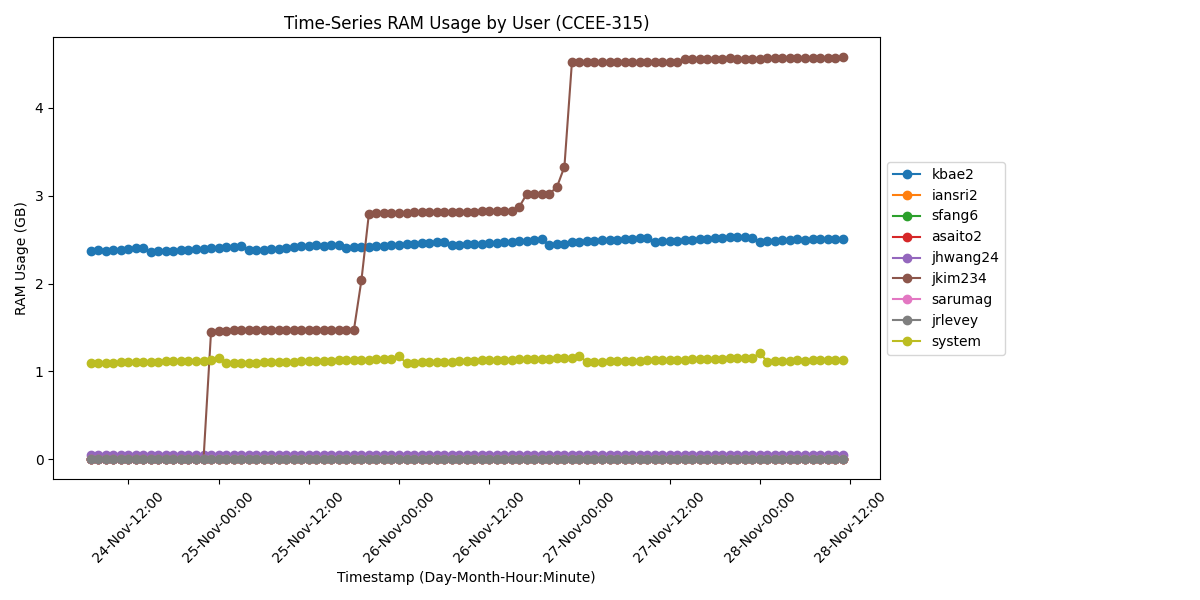 Time-Series RAM Usage by User (CCEE-315)
RAM Usage (GB)
4
3
2
1
0
24-Nov-12:00
25-Nov-00:00
25-Nov-12:00
26-Nov-00:00
26-Nov-12:00
27-Nov-00:00
27-Nov-12:00
28-Nov-00:00
28-Nov-12:00
Timestamp (Day-Month-Hour:Minute)
kbae2
iansri2
sfang6
asaito2
jhwang24
jkim234
sarumag
jrlevey
system